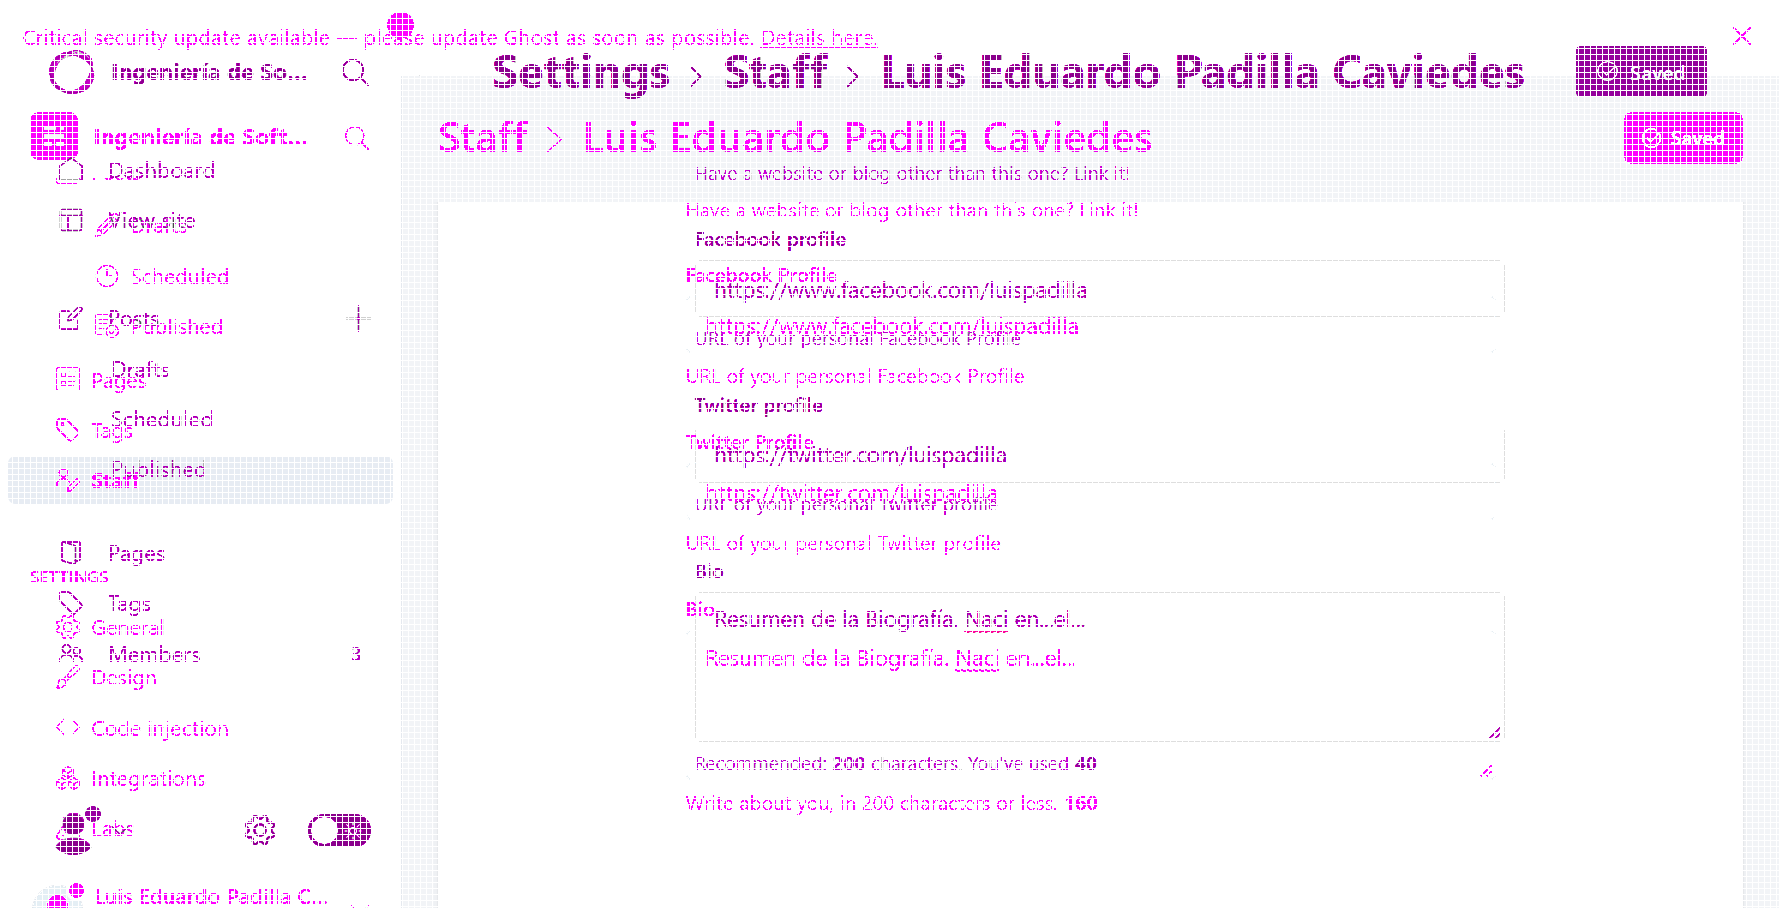 Critical security update available — please update Ghost as soon as possible. Details here.
Ingeniería de So...
Settings › Staff › Luis Eduardo Padilla Caviedes
Saved
Ingeniería de Soft...
Staff › Luis Eduardo Padilla Caviedes
Saved
Dashboard
Have a website or blog other than this one? Link it!
View site
Drafts
Have a website or blog other than this one? Link it!
Facebook profile
Scheduled
Facebook Profile
https://www.facebook.com/luispadilla
Posts
Published
https://www.facebook.com/luispadilla
URL of your personal Facebook Profile
Drafts
Pages
URL of your personal Facebook Profile
Twitter profile
Scheduled
Tags
Twitter Profile
https://twitter.com/luispadilla
Published
Staff
https://twitter.com/luispadilla
URL of your personal Twitter profile
URL of your personal Twitter profile
Pages
Bio
SETTINGS
Tags
Bio
Resumen de la Biografía. Naci en...el...
General
Members 3
Resumen de la Biografía. Naci en...el...
Design
Code injection
Recommended: 200 characters. You've used 40
Integrations
Write about you, in 200 characters or less. 160
Labs
Luis Eduardo Padilla C...